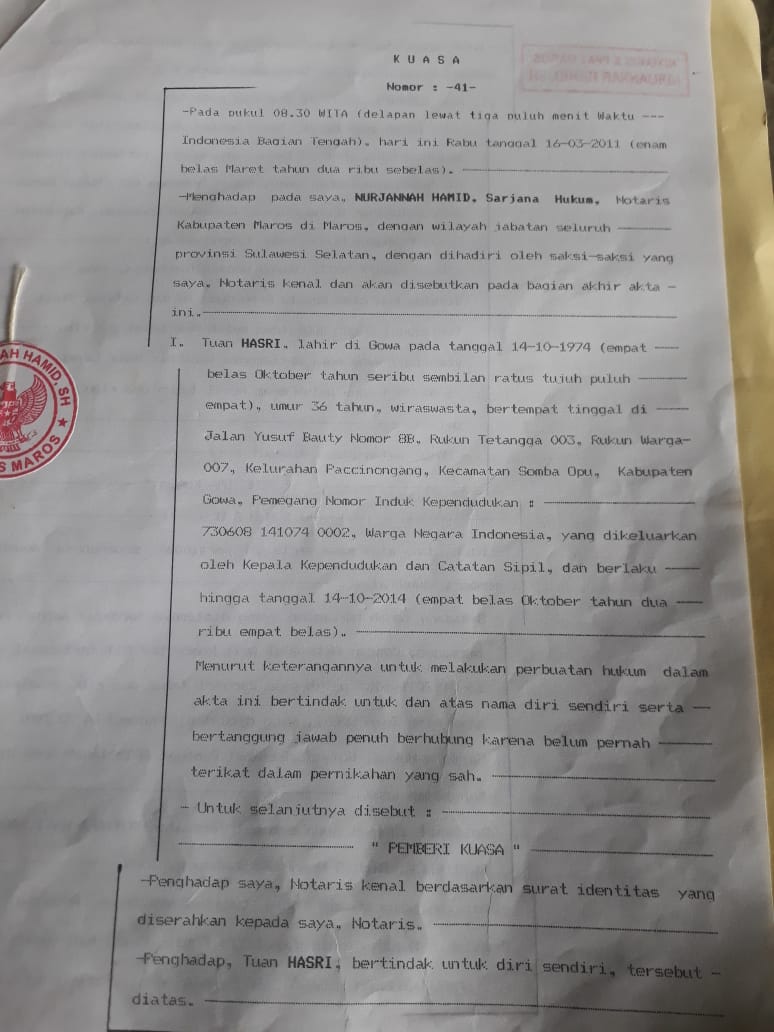 K U A S A
Nomor : -41-
-Pada pukul 08.30 WITA (delapan lewat tiga puluh menit Waktu ---
Indonesia Bagian Tengah), hari ini Rabu tanggal 16-03-2011 (enam
belas Maret tahun dua ribu sebelas).
-Menghadap pada saya, NURJANNAH HAMID, Sarjana Hukum, Notaris
Kabupaten Maros di Maros, dengan wilayah jabatan seluruh
provinsi Sulawesi Selatan, dengan dihadiri oleh saksi-saksi yang
saya, Notaris kenal dan akan disebutkan pada bagian akhir akta -
ini.
I. Tuan HASRI, lahir di Gowa pada tanggal 14-10-1974 (empat
belas Oktober tahun seribu sembilan ratus tujuh puluh
empat), umur 36 tahun, wiraswasta, bertempat tinggal di
Jalan Yusuf Bauty Nomor 8B, Rukun Tetangga 003, Rukun Warga-
007, Kelurahan Paccinongang, Kecamatan Somba Opu, Kabupaten
Gowa, Pemegang Nomor Induk Kependudukan :
730608 141074 0002, Warga Negara Indonesia, yang dikeluarkan
oleh Kepala Kependudukan dan Catatan Sipil, dan berlaku
hingga tanggal 14-10-2014 (empat belas Oktober tahun dua
ribu empat belas).
Menurut keterangannya untuk melakukan perbuatan hukum dalam
akta ini bertindak untuk dan atas nama diri sendiri serta
bertanggung jawab penuh berhubung karena belum pernah
terikat dalam pernikahan yang sah.
- Untuk selanjutnya disebut :
" PEMBERI KUASA "
-Penghadap saya, Notaris kenal berdasarkan surat identitas yang
diserahkan kepada saya, Notaris.
-Penghadap, Tuan HASRI, bertindak untuk diri sendiri, tersebut -
diatas.
AH HAMID, SH
S MAROS